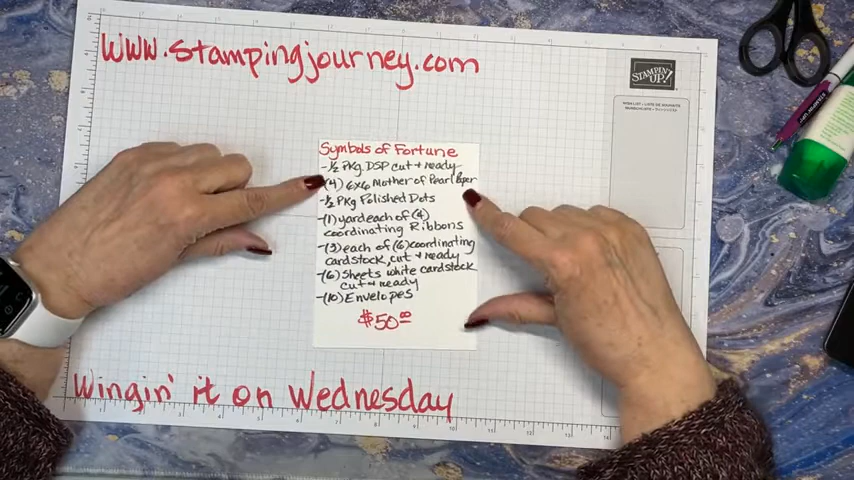 www.stampingjourney.com
STAMPIN' UP!
Symbols of Fortune
-½ PKg. DSP cut + ready
-(4) 6x6 Mother of Pearl Paper
-½ PKg Polished Dots
-(1) yard each of (4)
coordinating Ribbons
-(3) each of (6) coordinating
cardstock, cut + ready
-(6) Sheets white cardstock
cut + ready
-(10) Envelopes
$50⁰⁰
Wingin' it on Wednesday